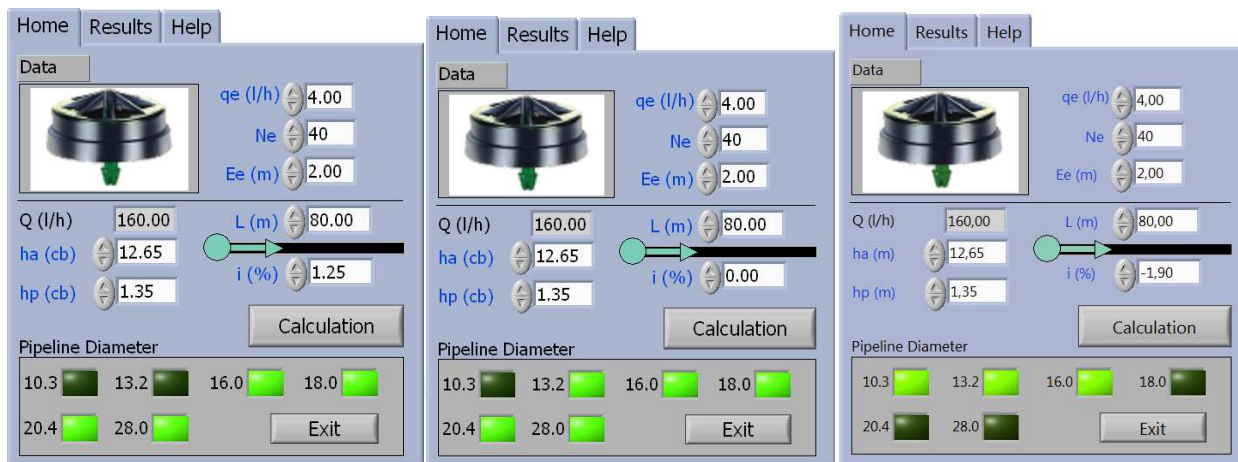 Home Results Help
Data
qe (l/h) 4.00
Ne 40
Ee (m) 2.00
Q (l/h) 160.00 L (m) 80.00
ha (cb) 12.65
i (%) 1.25
hp (cb) 1.35
Calculation
Pipeline Diameter
10.3 13.2 16.0 18.0
20.4 28.0 Exit
Home Results Help
Data
qe (l/h) 4.00
Ne 40
Ee (m) 2.00
Q (l/h) 160.00 L (m) 80.00
ha (cb) 12.65
i (%) 0.00
hp (cb) 1.35
Calculation
Pipeline Diameter
10.3 13.2 16.0 18.0
20.4 28.0 Exit
Home Results Help
Data
qe (l/h) 4,00
Ne 40
Ee (m) 2,00
Q (l/h) 160,00 L (m) 80,00
ha (m) 12,65
i (%) -1,90
hp (m) 1,35
Calculation
Pipeline Diameter
10.3 13.2 16.0 18.0
20.4 28.0 Exit